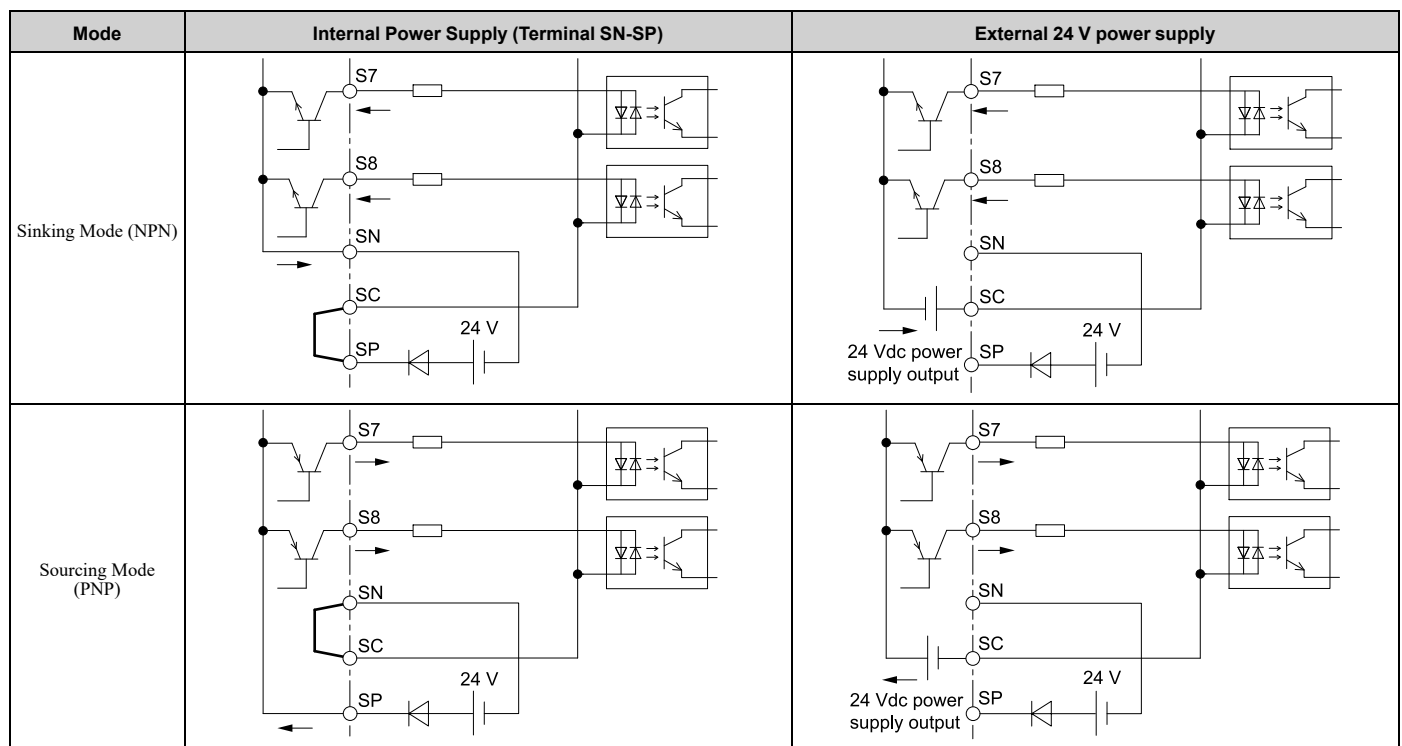 Mode
Internal Power Supply (Terminal SN-SP)
External 24 V power supply
Sinking Mode (NPN)
S7
S8
SN
SC
24 V
SP
S7
S8
SN
SC
24 V
24 Vdc power
supply output
SP
Sourcing Mode
(PNP)
S7
S8
SN
SC
24 V
SP
S7
S8
SN
SC
24 V
24 Vdc power
supply output
SP